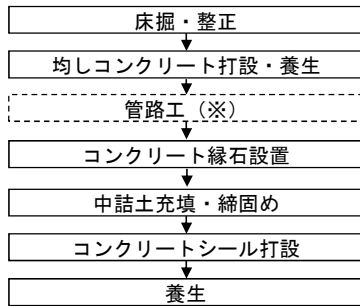 床掘・整正
均しコンクリート打設・養生
管路工（※）
コンクリート縁石設置
中詰土充填・締固め
コンクリートシール打設
養生